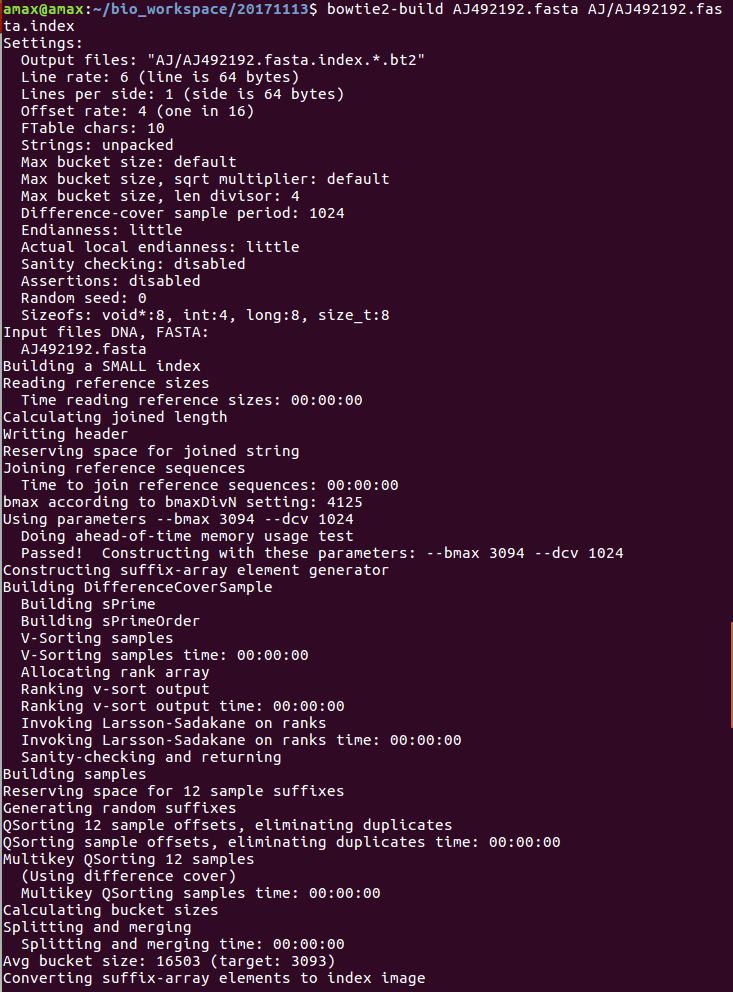 amax@amax:~/bio_workspace/20171113$ bowtie2-build AJ492192.fasta AJ/AJ492192.fas
ta.index
Settings:
  Output files: "AJ/AJ492192.fasta.index.*.bt2"
  Line rate: 6 (line is 64 bytes)
  Lines per side: 1 (side is 64 bytes)
  Offset rate: 4 (one in 16)
  FTable chars: 10
  Strings: unpacked
  Max bucket size: default
  Max bucket size, sqrt multiplier: default
  Max bucket size, len divisor: 4
  Difference-cover sample period: 1024
  Endianness: little
  Actual local endianness: little
  Sanity checking: disabled
  Assertions: disabled
  Random seed: 0
  Sizeofs: void*:8, int:4, long:8, size_t:8
Input files DNA, FASTA:
  AJ492192.fasta
Building a SMALL index
Reading reference sizes
  Time reading reference sizes: 00:00:00
Calculating joined length
Writing header
Reserving space for joined string
Joining reference sequences
  Time to join reference sequences: 00:00:00
bmax according to bmaxDivN setting: 4125
Using parameters --bmax 3094 --dcv 1024
  Doing ahead-of-time memory usage test
  Passed!  Constructing with these parameters: --bmax 3094 --dcv 1024
Constructing suffix-array element generator
Building DifferenceCoverSample
  Building sPrime
  Building sPrimeOrder
  V-Sorting samples
  V-Sorting samples time: 00:00:00
  Allocating rank array
  Ranking v-sort output
  Ranking v-sort output time: 00:00:00
  Invoking Larsson-Sadakane on ranks
  Invoking Larsson-Sadakane on ranks time: 00:00:00
  Sanity-checking and returning
Building samples
Reserving space for 12 sample suffixes
Generating random suffixes
QSorting 12 sample offsets, eliminating duplicates
QSorting sample offsets, eliminating duplicates time: 00:00:00
Multikey QSorting 12 samples
  (Using difference cover)
  Multikey QSorting samples time: 00:00:00
Calculating bucket sizes
Splitting and merging
  Splitting and merging time: 00:00:00
Avg bucket size: 16503 (target: 3093)
Converting suffix-array elements to index image